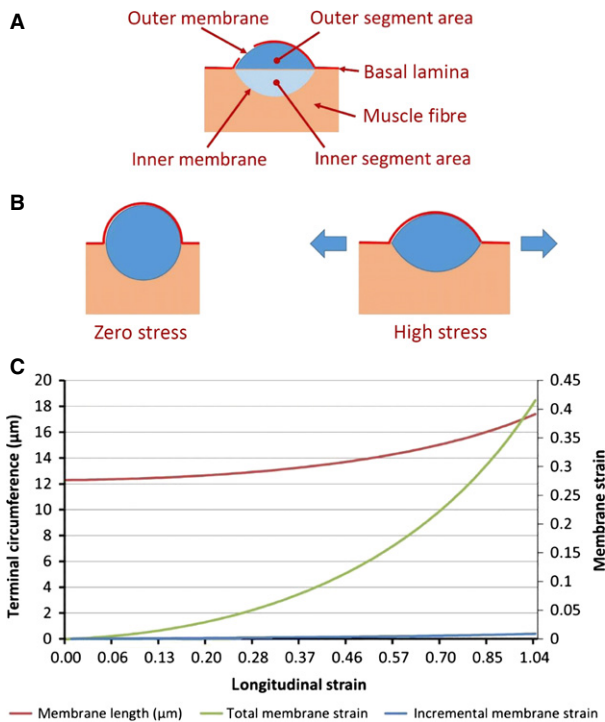 A
Outer membrane
Outer segment area
Basal lamina
Muscle fibre
Inner membrane
Inner segment area
B
Zero stress
High stress
C
20
18
16
14
12
10
8
6
4
2
0
Terminal circumference (µm)
0.45
0.4
0.35
0.3
0.25
0.2
0.15
0.1
0.05
0
Membrane strain
0.00 0.06 0.13 0.20 0.28 0.37 0.46 0.57 0.70 0.85 1.04
Longitudinal strain
Membrane length (µm) Total membrane strain Incremental membrane strain